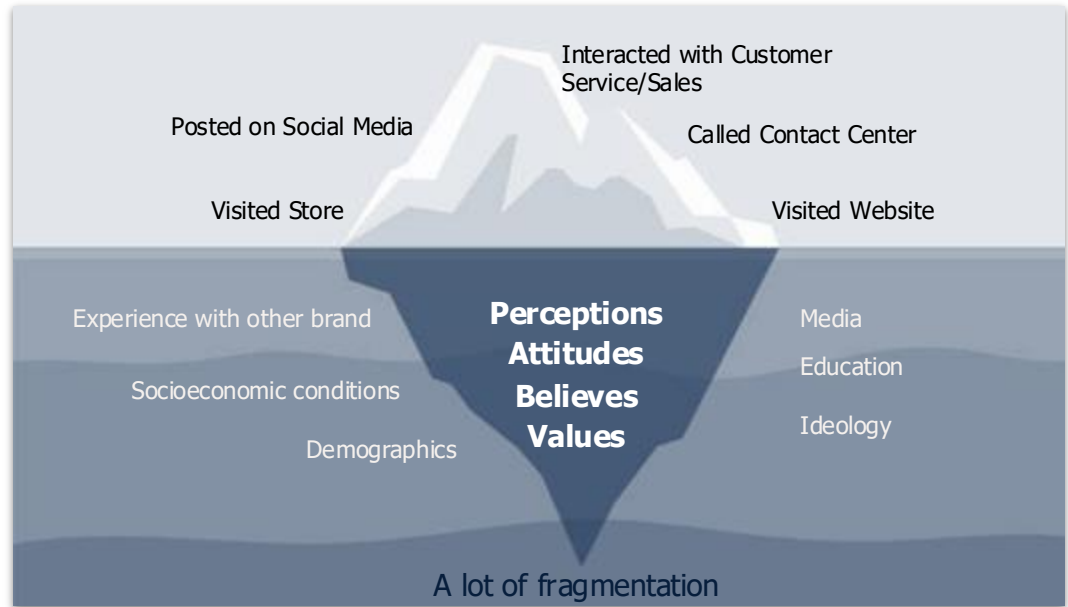 Interacted with Customer
Service/Sales
Posted on Social Media
Called Contact Center
Visited Store
Visited Website
Experience with other brand
Socioeconomic conditions
Demographics
Perceptions
Attitudes
Believes
Values
Media
Education
Ideology
A lot of fragmentation